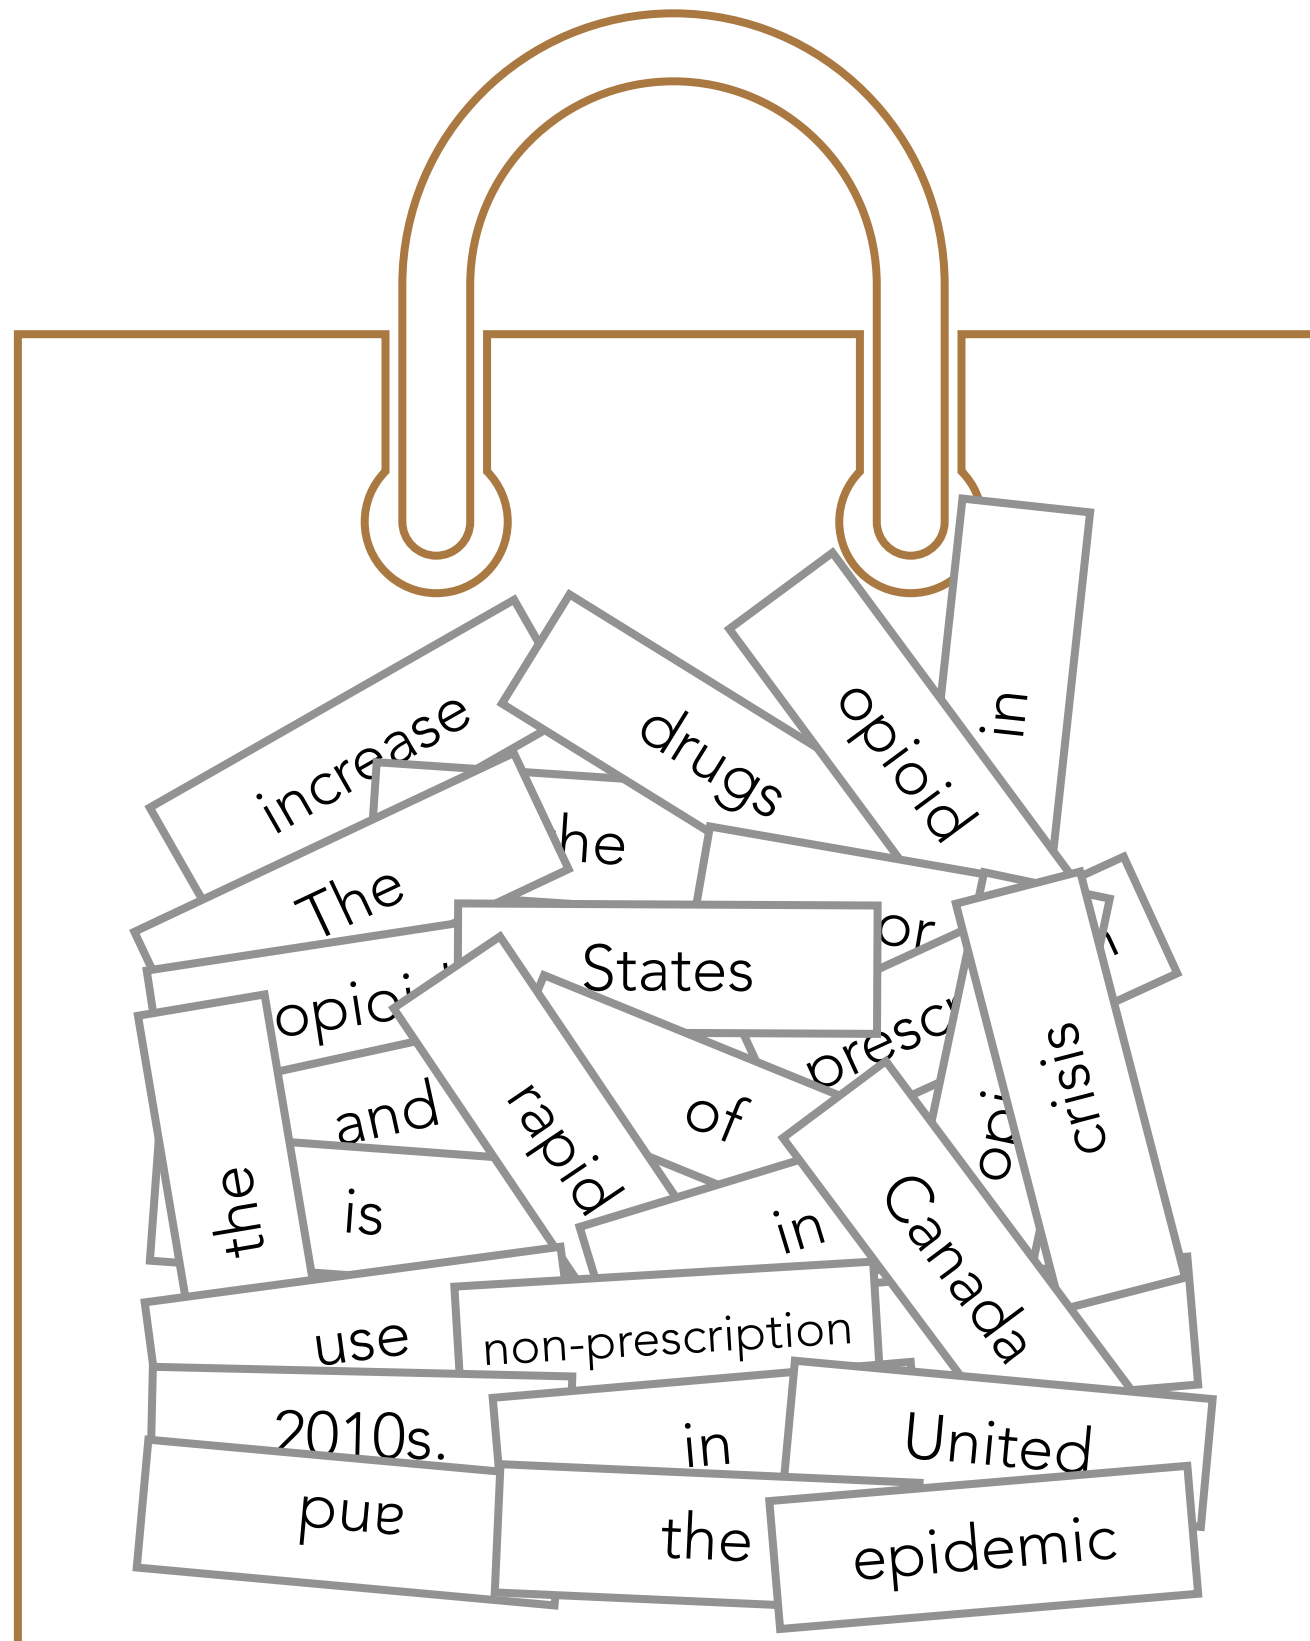 in
increase
drugs
opioid
he
The
or
States
opioi
presc
crisis
and
rapid
of
opi
the
is
in
Canada
use
non-prescription
2010s.
in
United
and
the
epidemic